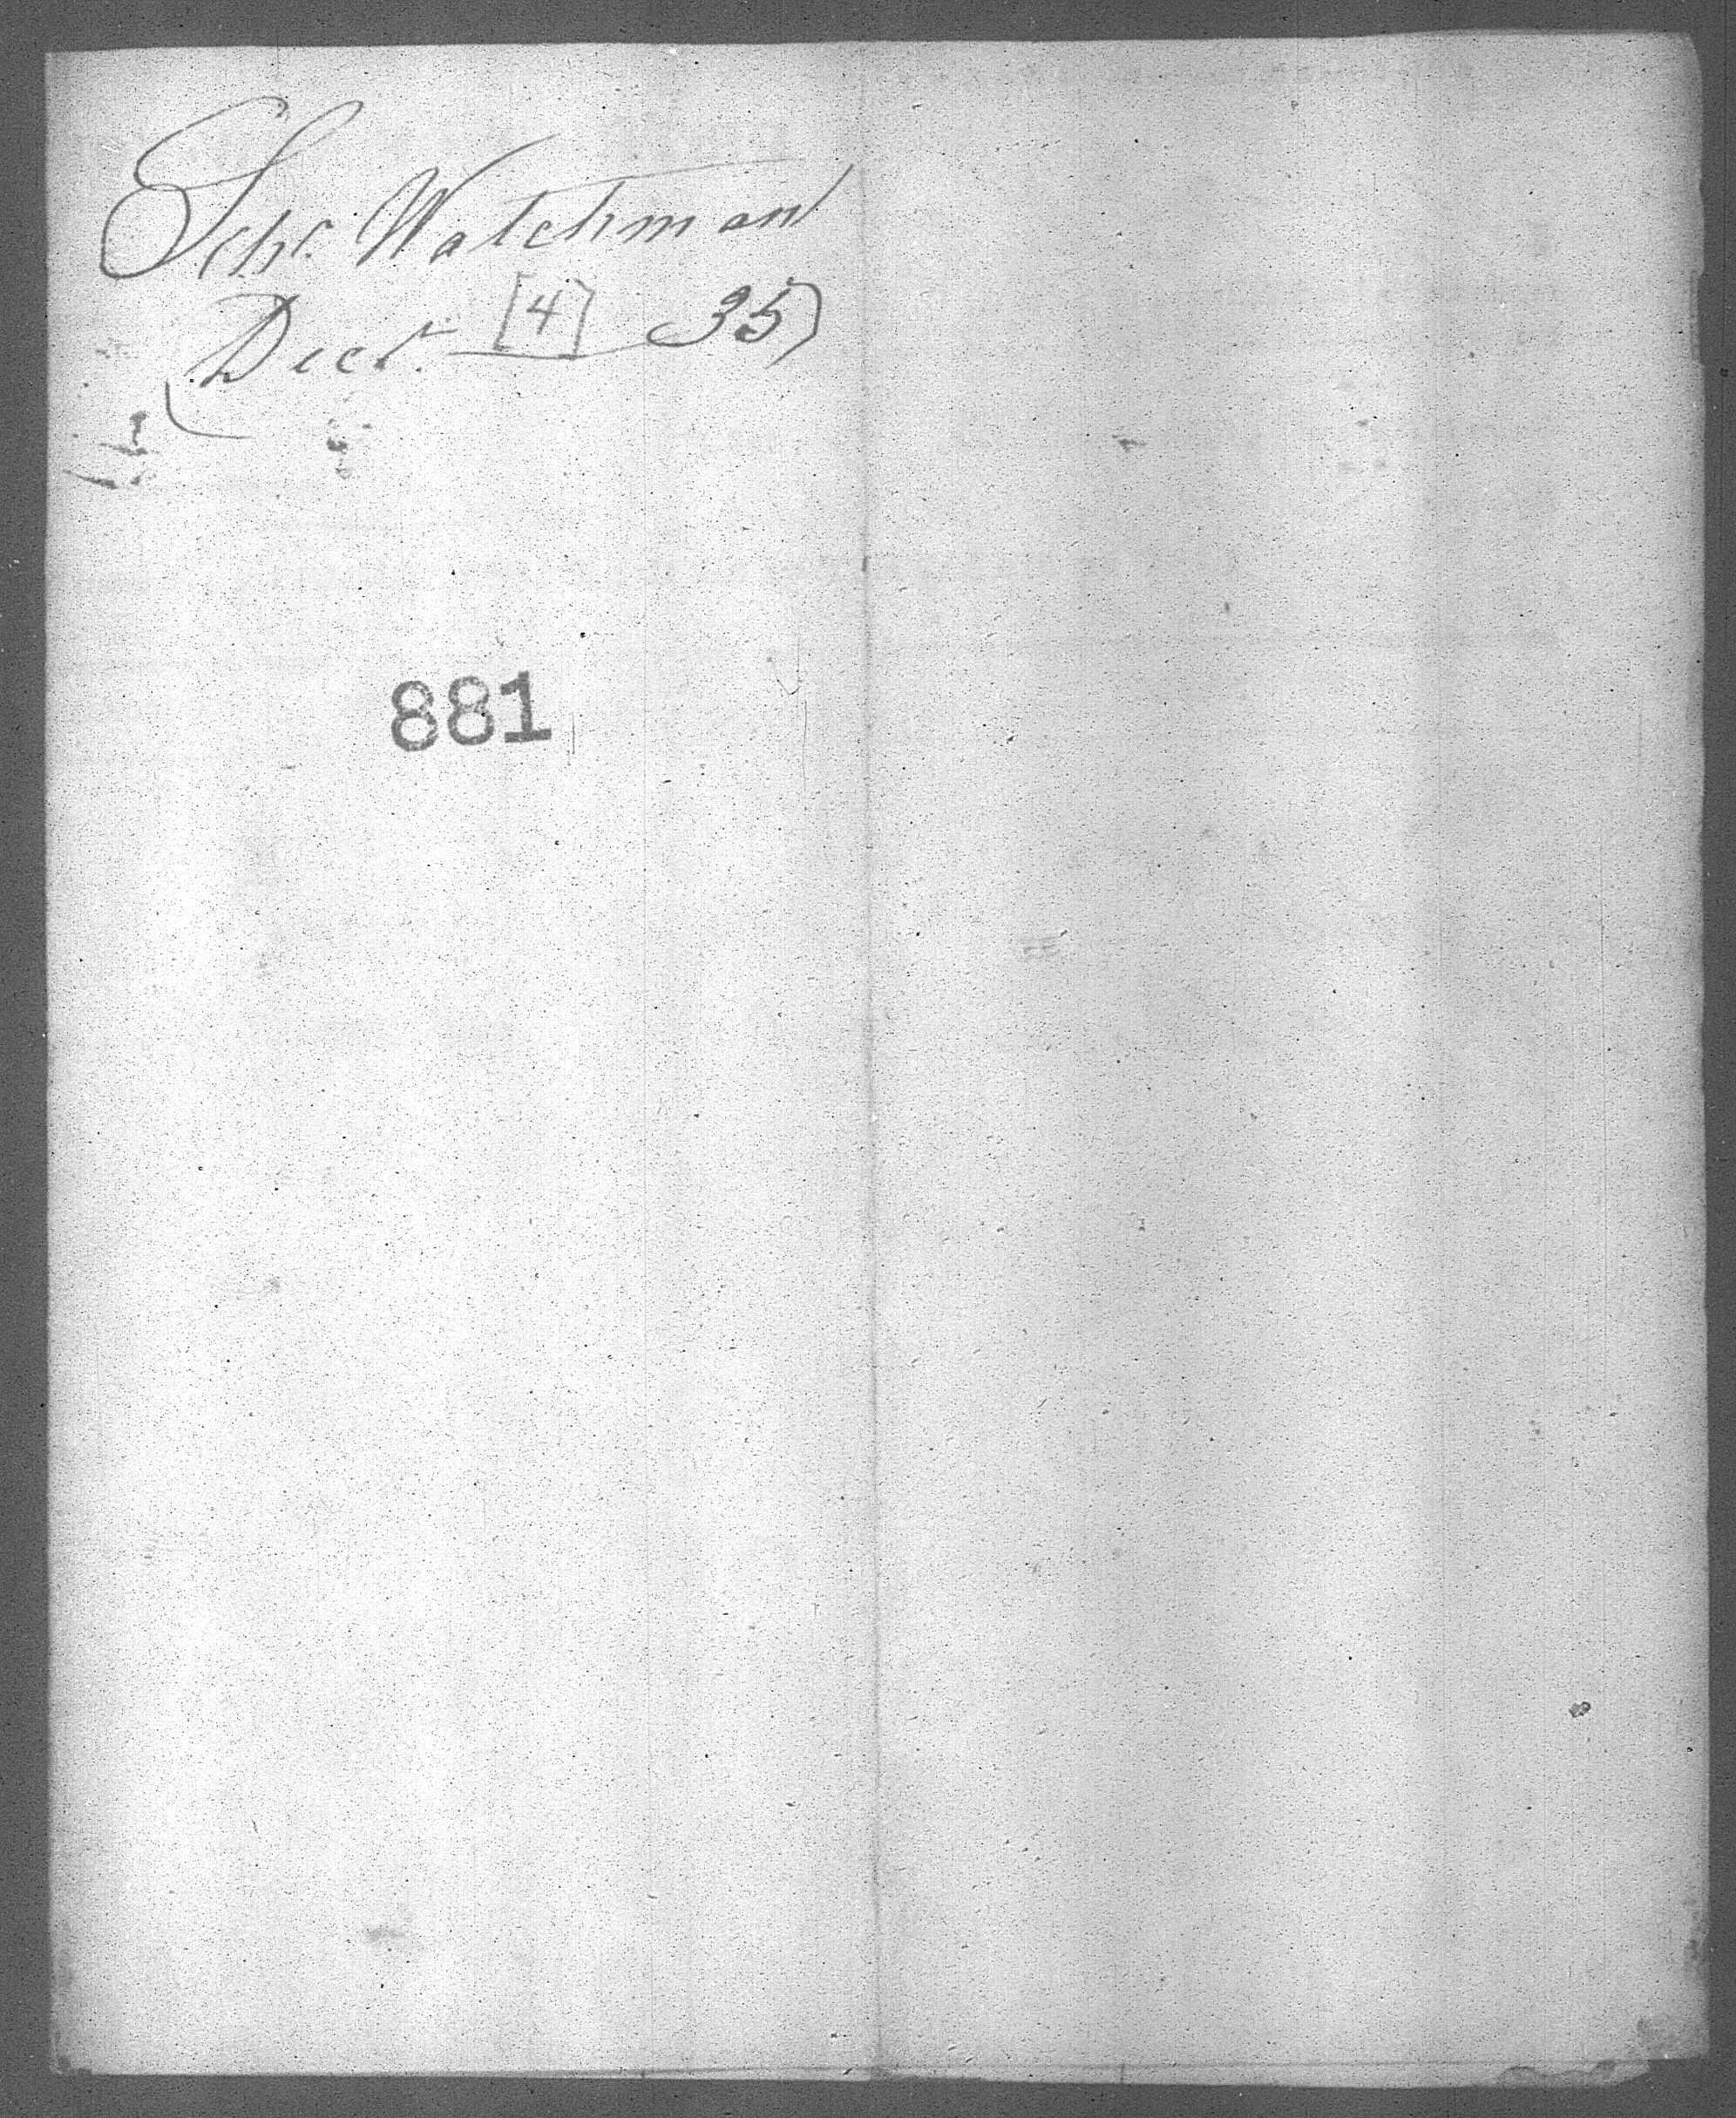 Schr. Watchman
Decr. [4] 35
881